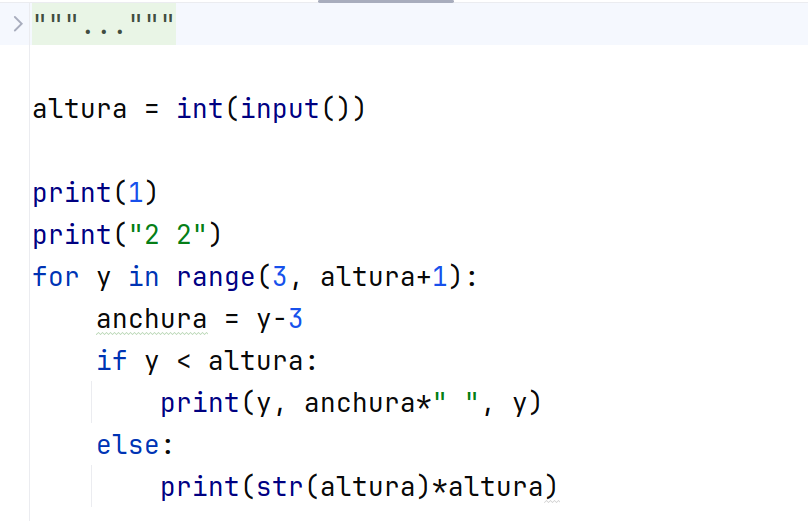 """..."""
altura = int(input())
print(1)
print("2 2")
for y in range(3, altura+1):
    anchura = y-3
    if y < altura:
        print(y, anchura*" ", y)
    else:
        print(str(altura)*altura)